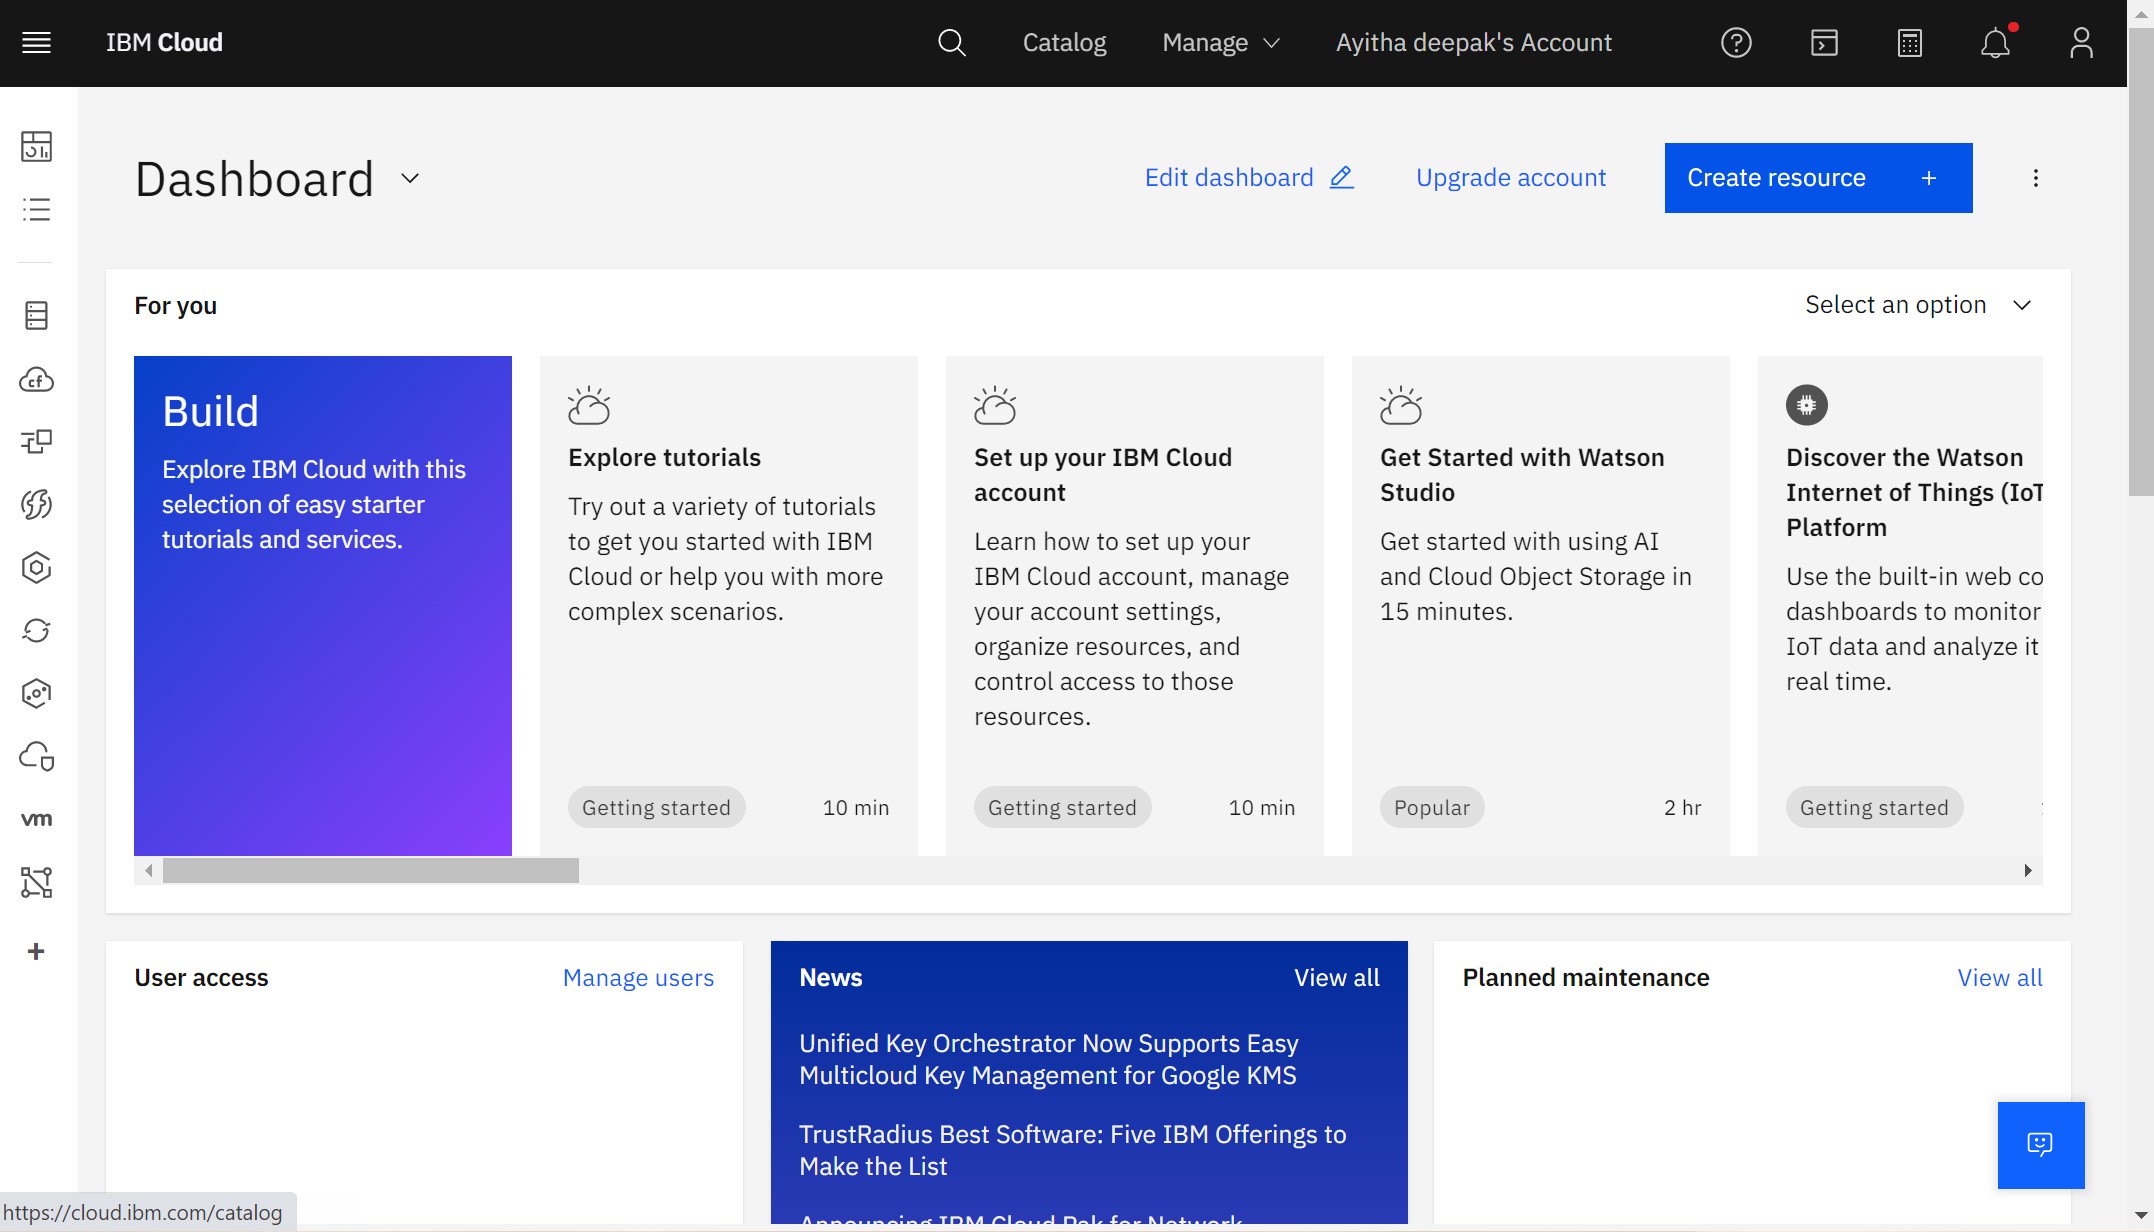 IBM Cloud
Catalog
Manage
Ayitha deepak's Account
Dashboard
Edit dashboard
Upgrade account
Create resource +
For you
Select an option
Build
Explore IBM Cloud with this
selection of easy starter
tutorials and services.
Explore tutorials
Try out a variety of tutorials
to get you started with IBM
Cloud or help you with more
complex scenarios.
Getting started
10 min
Set up your IBM Cloud
account
Learn how to set up your
IBM Cloud account, manage
your account settings,
organize resources, and
control access to those
resources.
Getting started
10 min
Get Started with Watson
Studio
Get started with using AI
and Cloud Object Storage in
15 minutes.
Popular
2 hr
Discover the Watson
Internet of Things (IoT
Platform
Use the built-in web co
dashboards to monitor
IoT data and analyze it
real time.
Getting started
cf
vm
User access
Manage users
News
View all
Unified Key Orchestrator Now Supports Easy
Multicloud Key Management for Google KMS
TrustRadius Best Software: Five IBM Offerings to
Make the List
Announcing IBM Cloud Pak for Network
Planned maintenance
View all
https://cloud.ibm.com/catalog